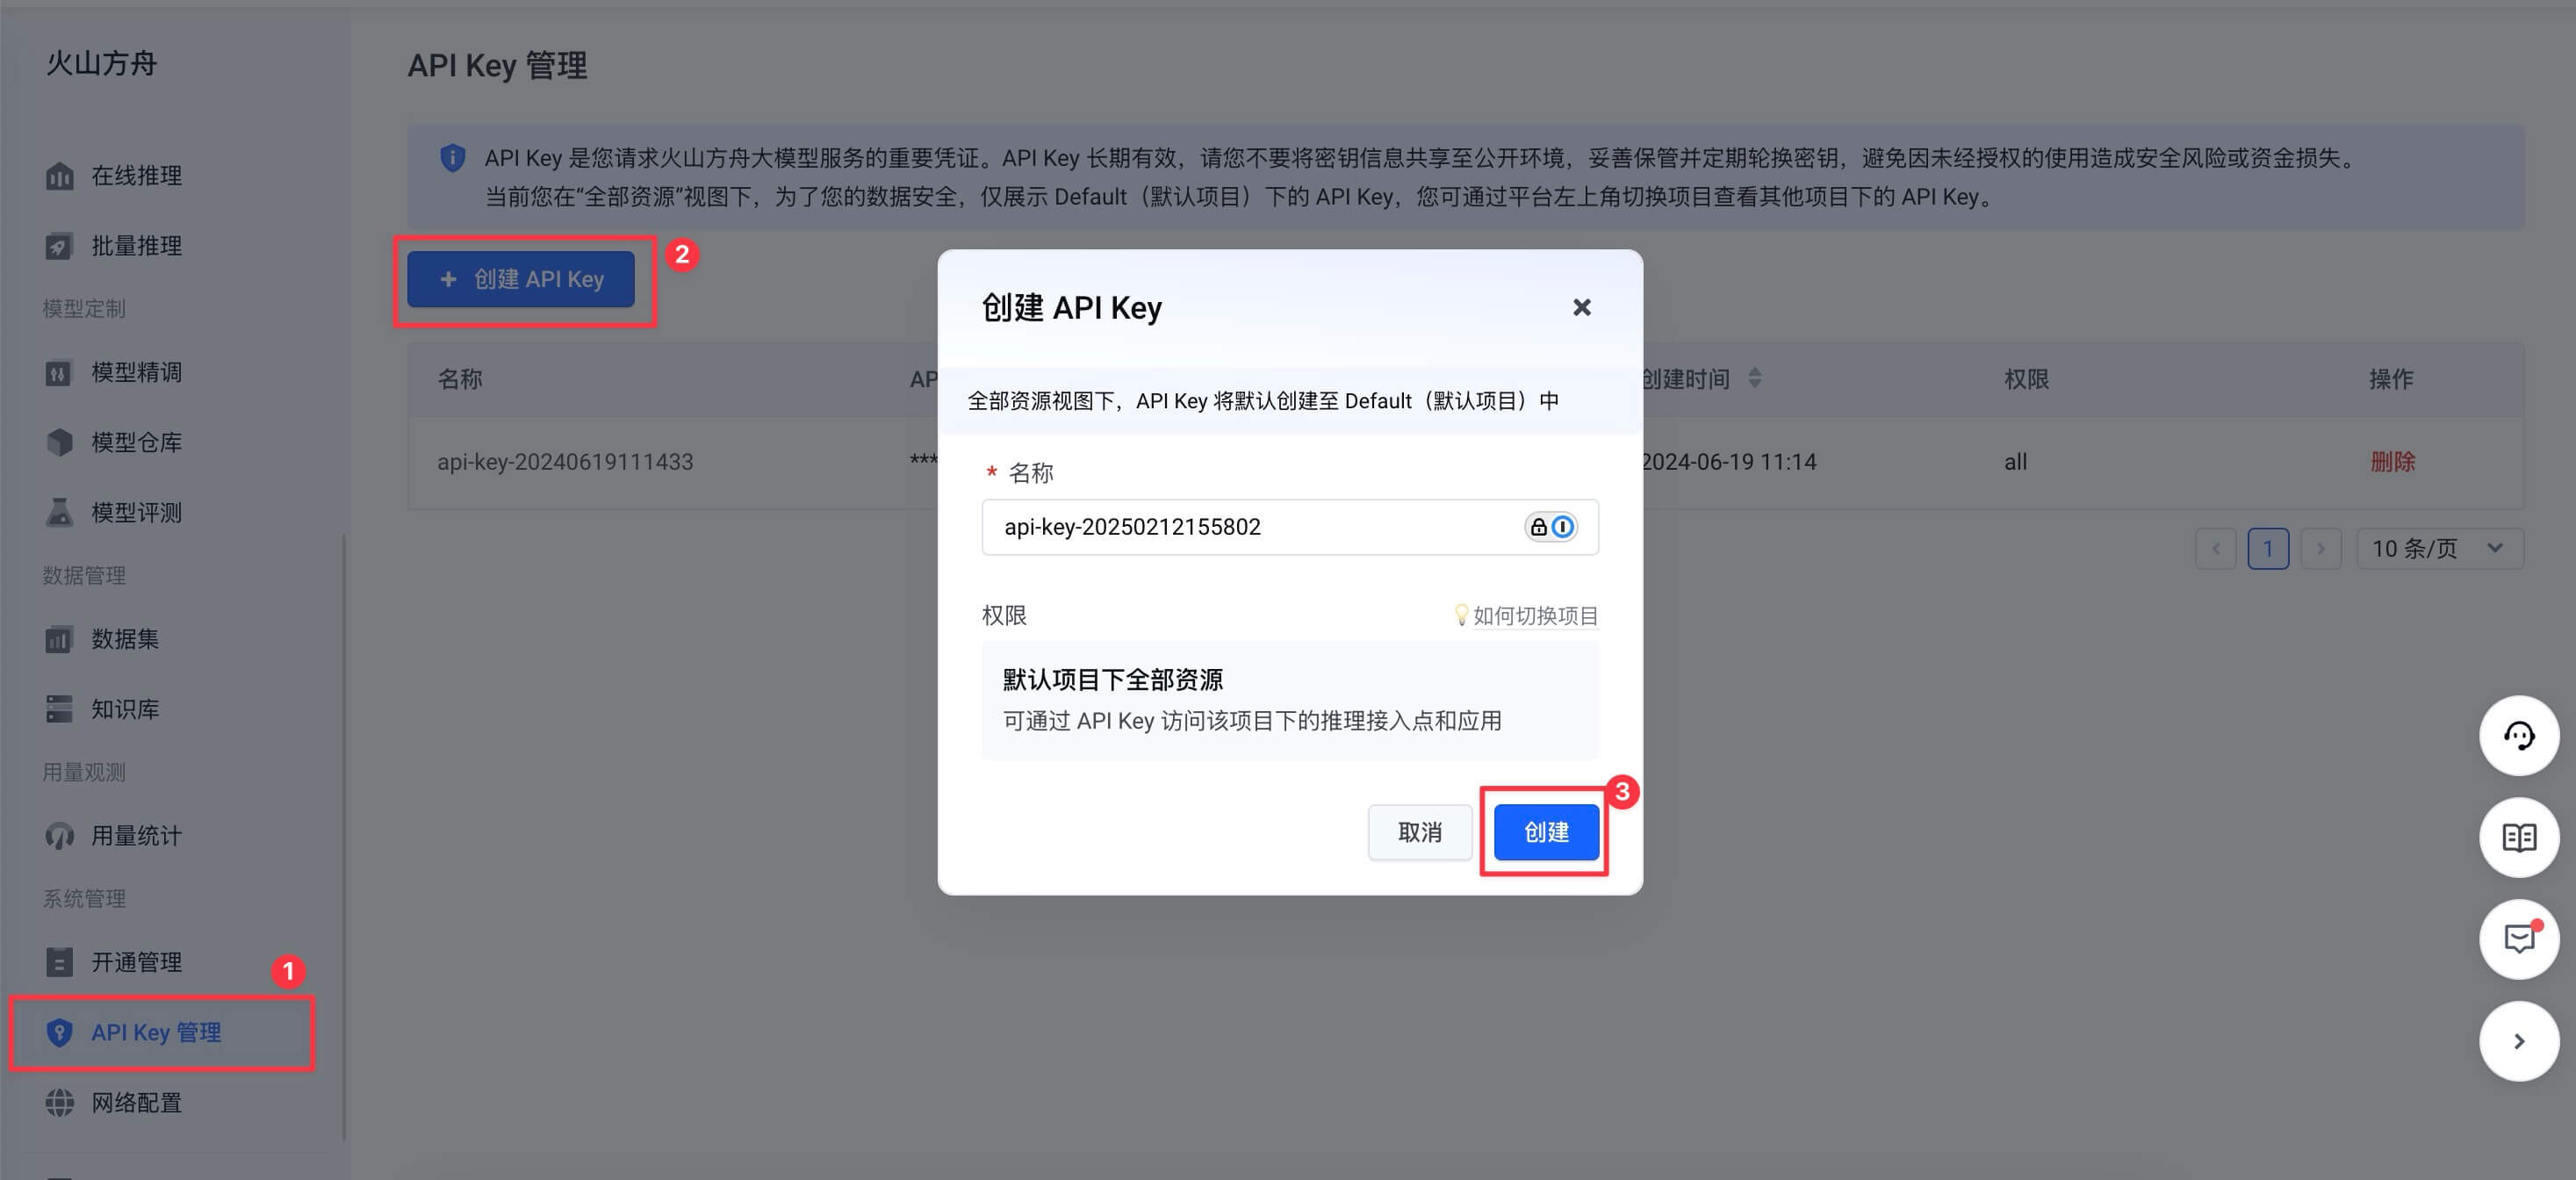 火山方舟
在线推理
批量推理
模型定制
模型精调
模型仓库
模型评测
数据管理
数据集
知识库
用量观测
用量统计
系统管理
开通管理
1
API Key 管理
网络配置
API Key 管理
API Key 是您请求火山方舟大模型服务的重要凭证。API Key 长期有效，请您不要将密钥信息共享至公开环境，妥善保管并定期轮换密钥，避免因未经授权的使用造成安全风险或资金损失。
当前您在“全部资源”视图下，为了您的数据安全，仅展示 Default（默认项目）下的 API Key，您可通过平台左上角切换项目查看其他项目下的 API Key。
+ 创建 API Key
2
名称 AP 创建时间 权限 操作
api-key-20240619111433 *** 2024-06-19 11:14 all 删除
1 10 条/页
创建 API Key
全部资源视图下，API Key 将默认创建至 Default（默认项目）中
* 名称
api-key-20250212155802
权限 如何切换项目
默认项目下全部资源
可通过 API Key 访问该项目下的推理接入点和应用
3
取消 创建